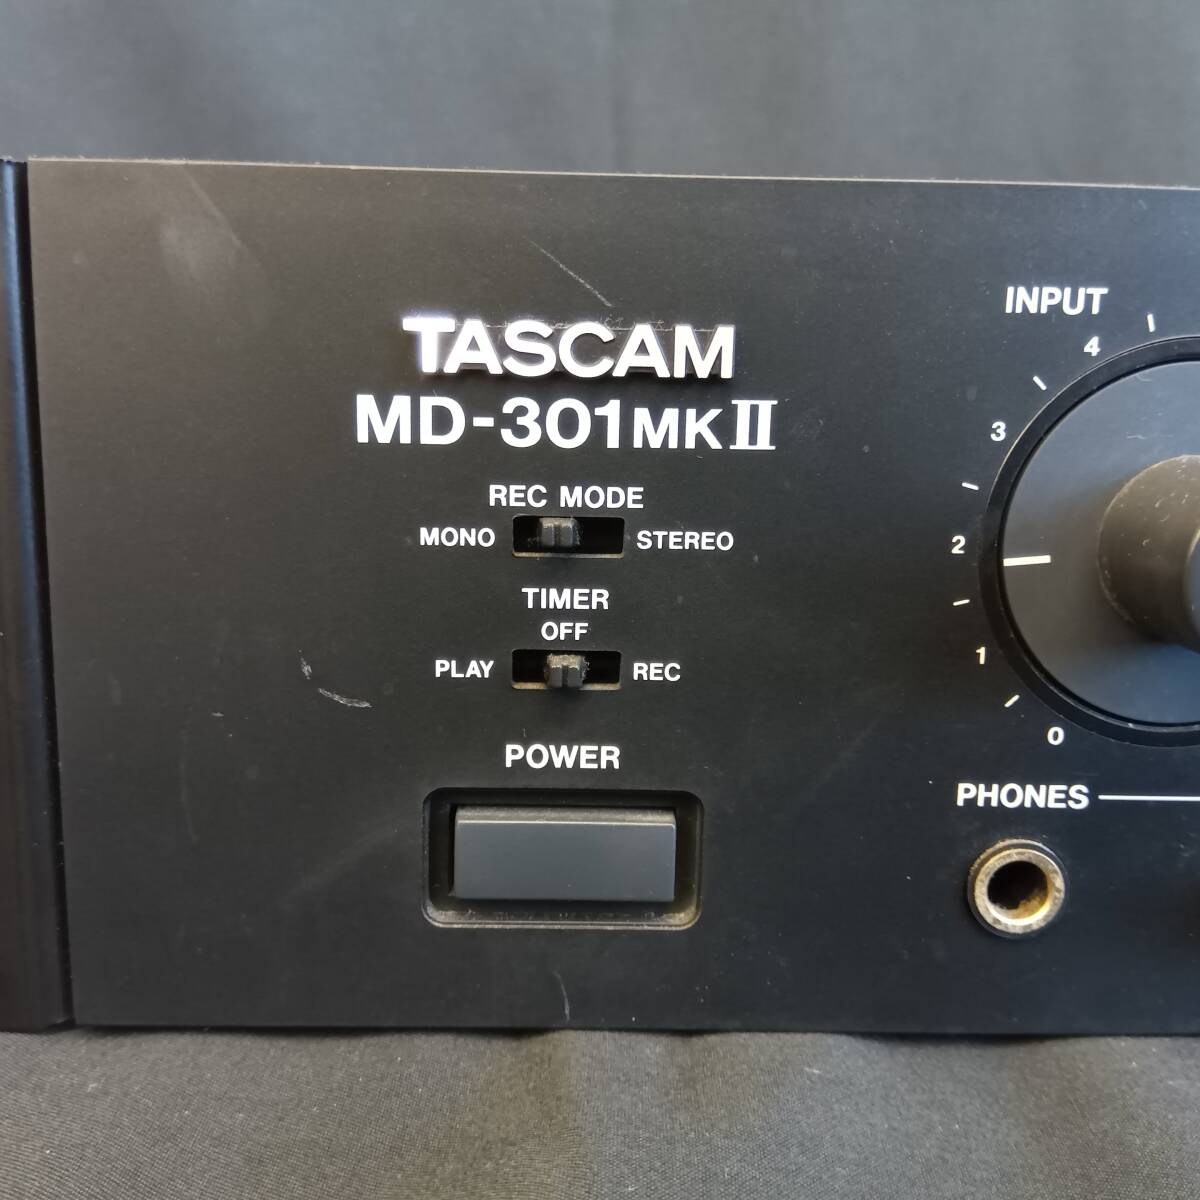 TASCAM
MD-301MKⅡ
REC MODE
MONO STEREO
TIMER
OFF
PLAY REC
POWER
INPUT
4
3
2
1
0
PHONES